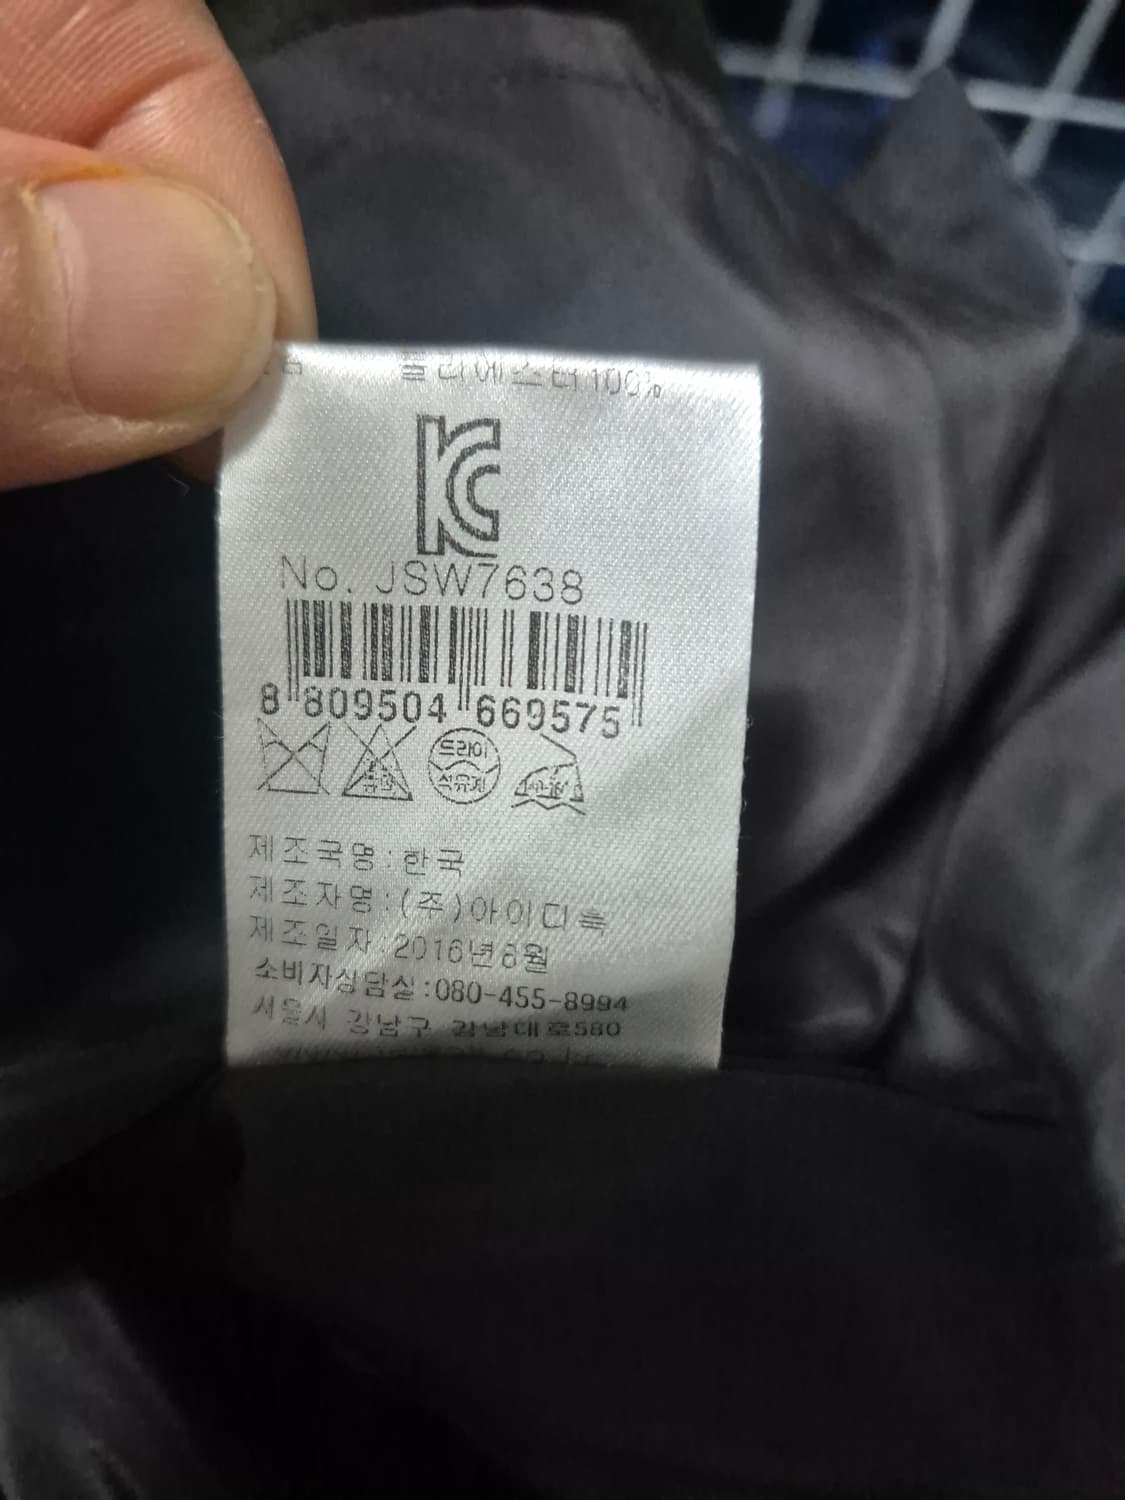 폴리에스터100%
KC
No. JSW7638
8 809504 669575
드라이
석유계
제조국명:한국
제조자명:(주)아이디룩
제조일자:2016년8월
소비자상담실:080-455-8994
서울시 강남구 강남대로580